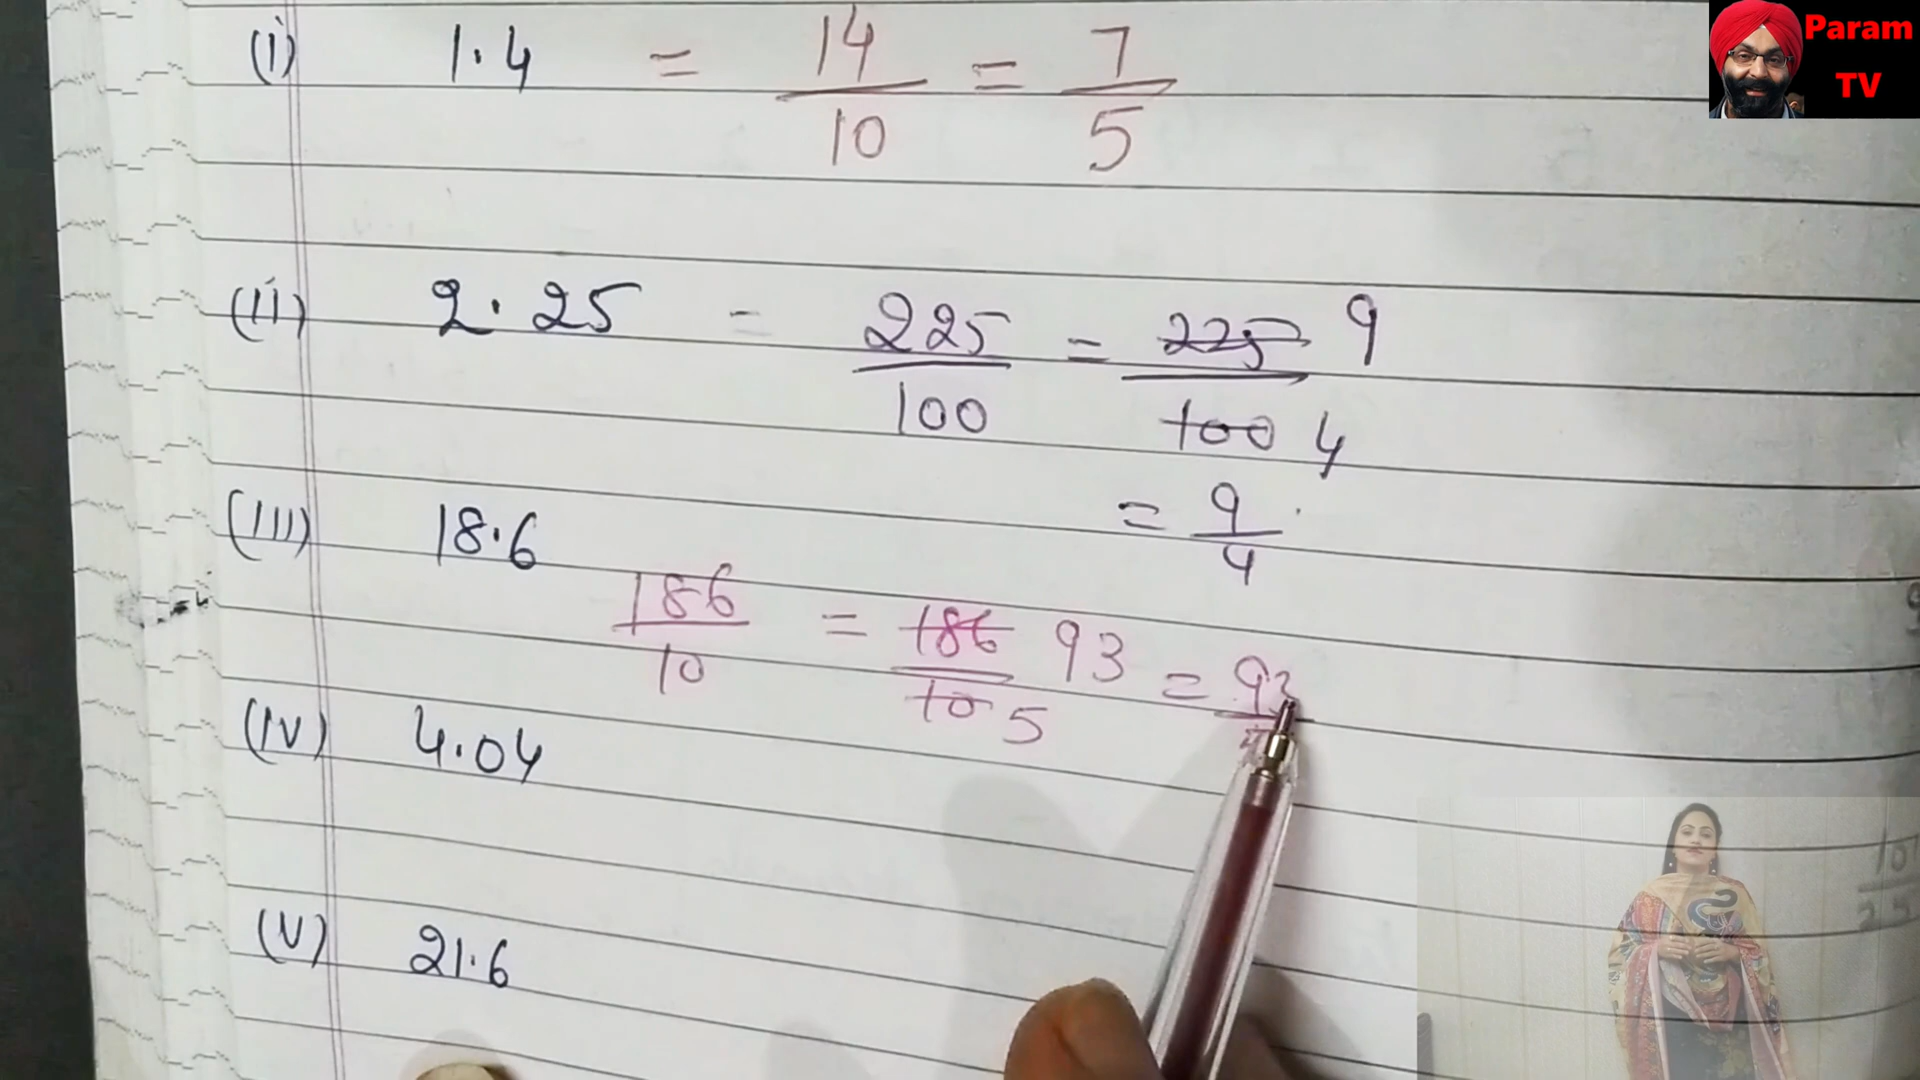 Param
TV
(i) 1.4 = 14/10 = 7/5
(ii) 2.25 = 225/100 = 225/100 9 4
= 9/4
(iii) 18.6
186/10 = 186/10 93 5 = 93
(iv) 4.04
(v) 21.6